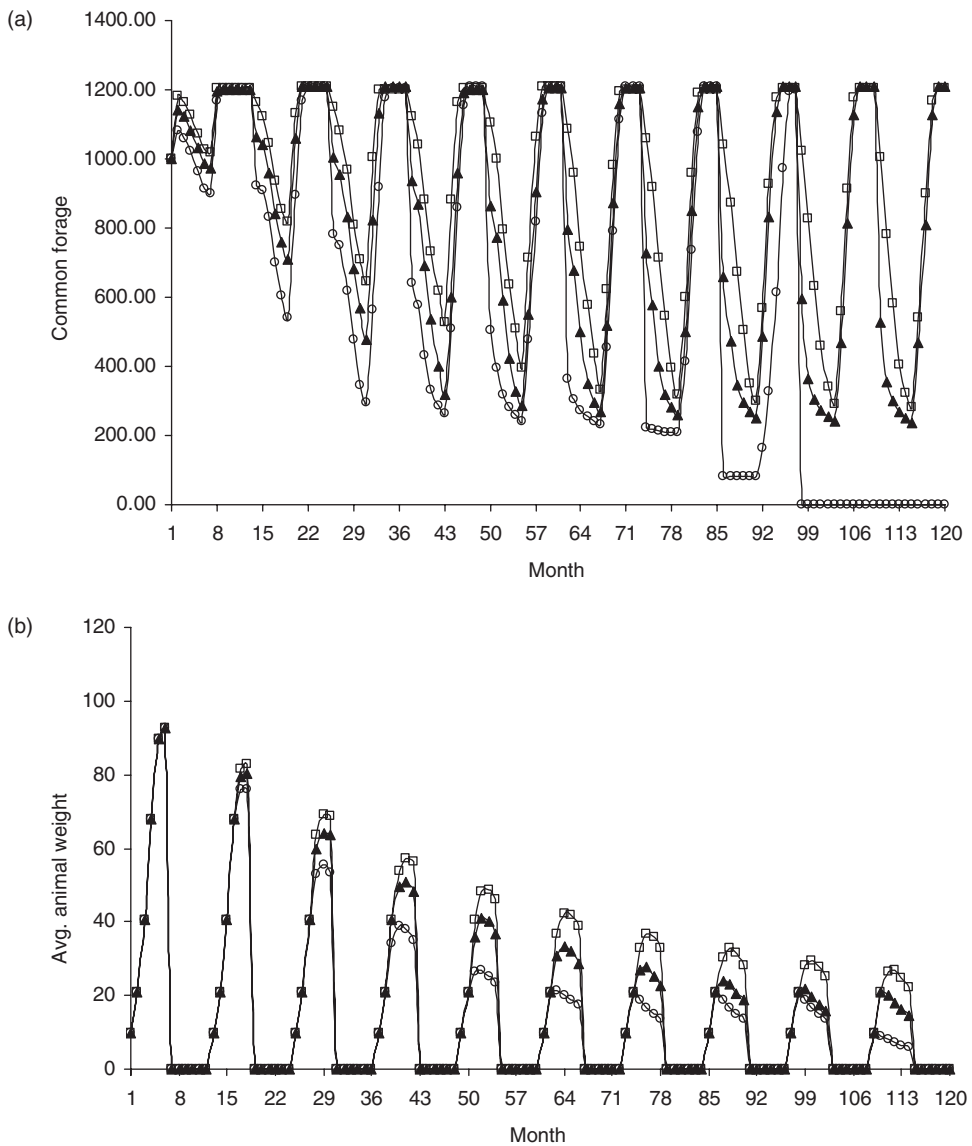 (a)
1400.00
1200.00
1000.00
800.00
600.00
400.00
200.00
0.00
Common forage
1 8 15 22 29 36 43 50 57 64 71 78 85 92 99 106 113 120
Month
(b)
120
100
80
60
40
20
0
Avg. animal weight
1 8 15 22 29 36 43 50 57 64 71 78 85 92 99 106 113 120
Month